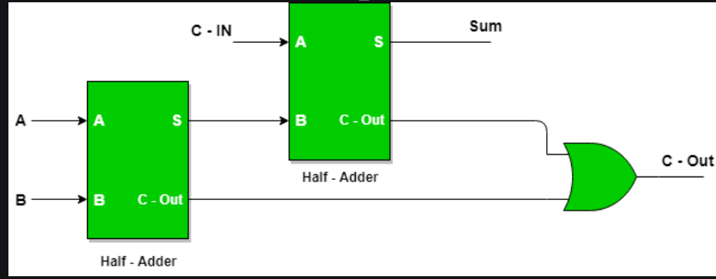 C - IN
A
S
Sum
B
C - Out
Half - Adder
A
A
S
B
B
C - Out
Half - Adder
C - Out